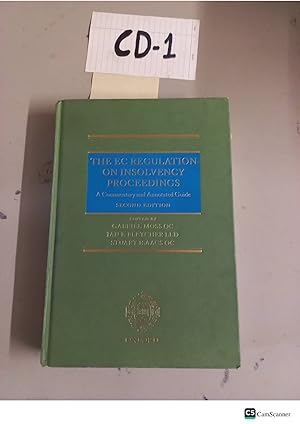 CD-1
THE EC REGULATION
ON INSOLVENCY
PROCEEDINGS
A Commentary and Annotated Guide
SECOND EDITION
EDITED BY
GABRIEL MOSS QC
IAN F. FLETCHER LLD
STUART ISAACS QC
OXFORD
CS CamScanner